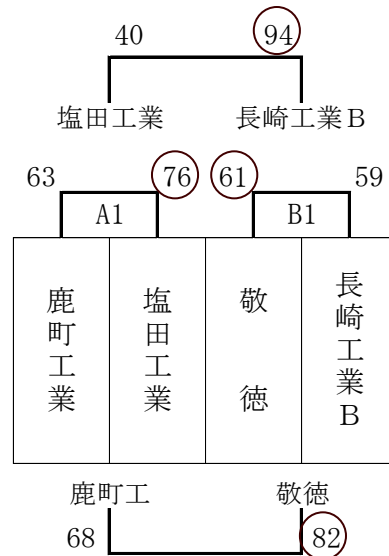 40 94
塩田工業 長崎工業B
63 76 61 59
A1 B1
鹿町工業
塩田工業
敬徳
長崎工業B
鹿町工 敬徳
68 82